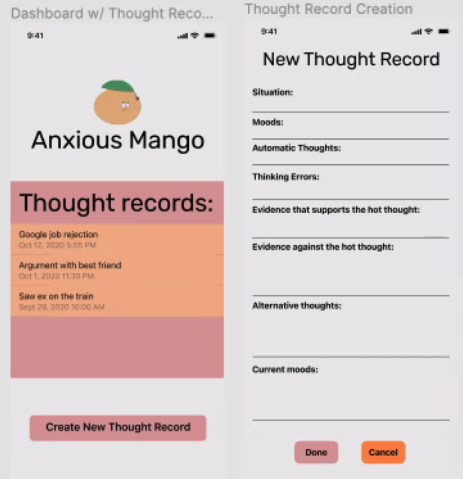 Dashboard w/ Thought Reco...
9:41
Anxious Mango
Thought records:
Google job rejection
Oct 12, 2020 5:55 PM
Argument with best friend
Oct 1, 2020 11:30 PM
Saw ex on the train
Sept 29, 2020 10:00 AM
Create New Thought Record
Thought Record Creation
9:41
New Thought Record
Situation:
Moods:
Automatic Thoughts:
Thinking Errors:
Evidence that supports the hot thought:
Evidence against the hot thought:
Alternative thoughts:
Current moods:
Done
Cancel